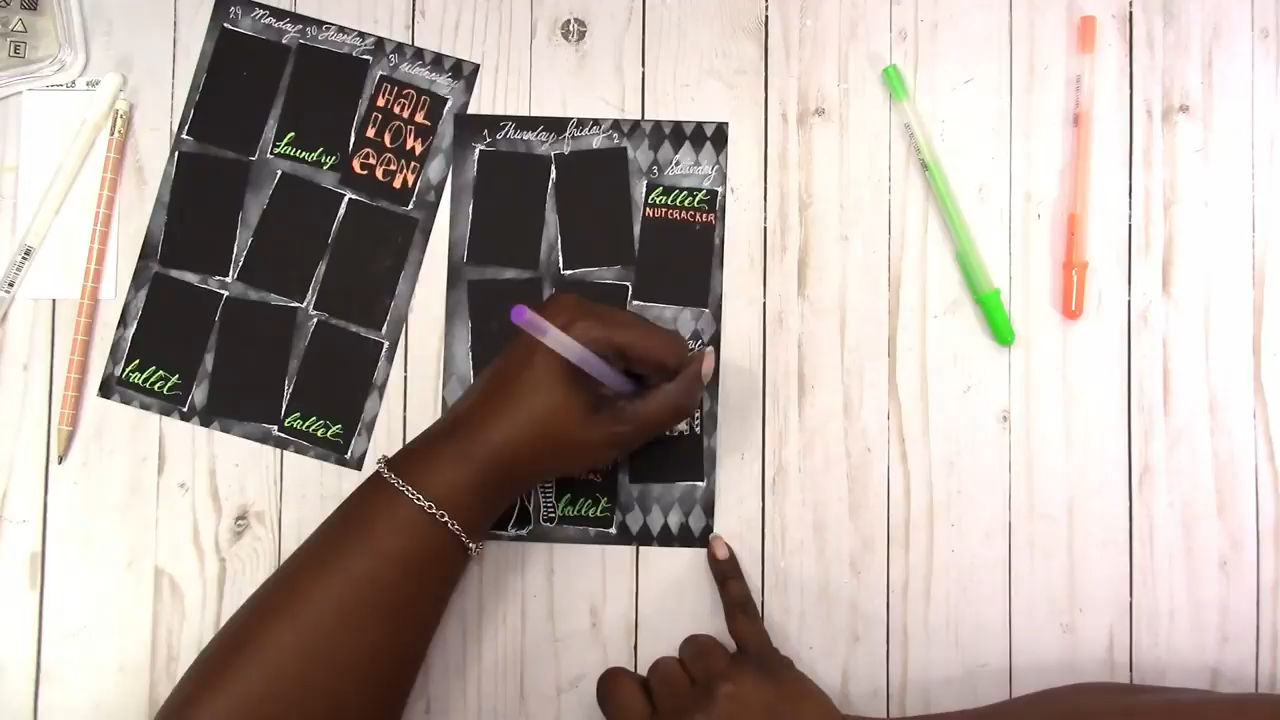 29 Monday 30 Tuesday
31 Wednesday
HAL
LOW
EEN
Laundry
ballet
ballet
1 Thursday friday 2
3 Saturday
ballet
NUTCRACKER
ballet
E